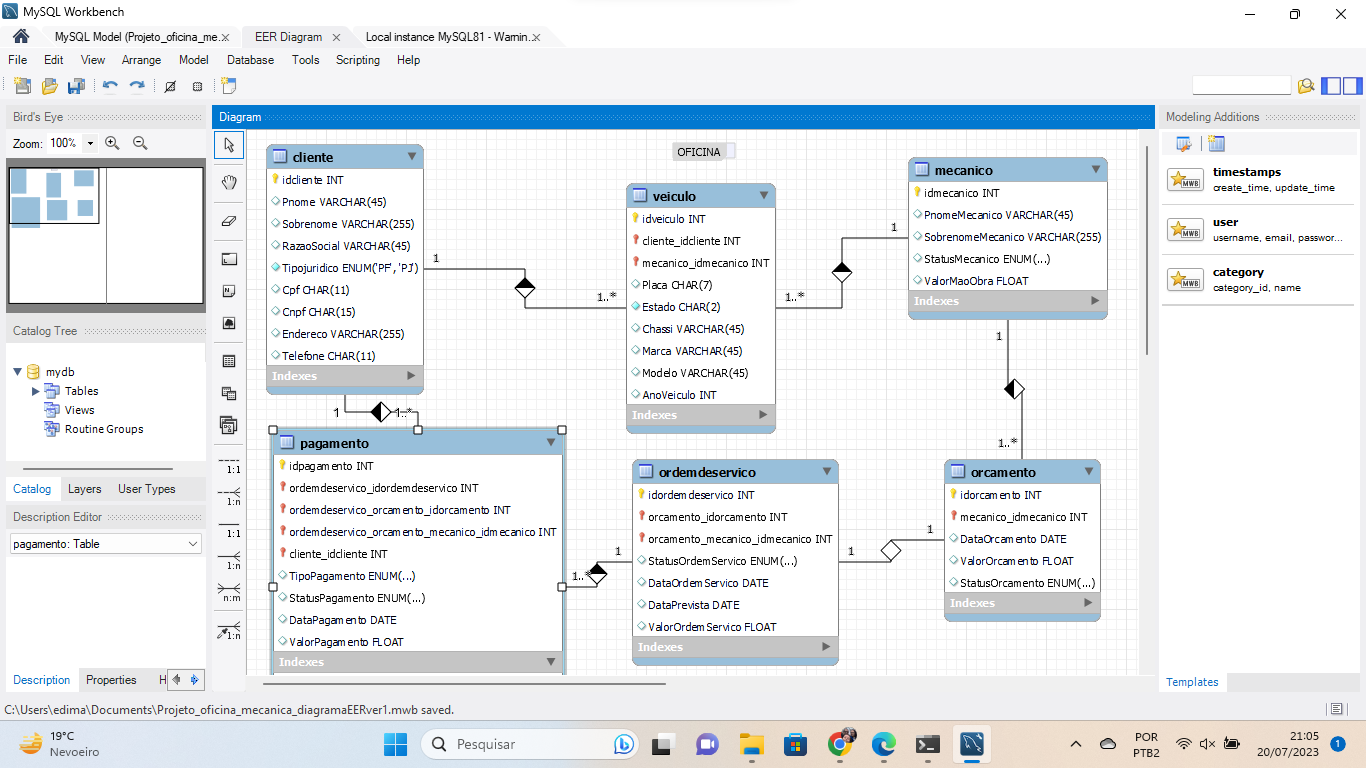 MySQL Workbench
MySQL Model (Projeto_oficina_me...
EER Diagram
Local instance MySQL81 - Warnin...
File Edit View Arrange Model Database Tools Scripting Help
Bird's Eye
Zoom: 100%
Catalog Tree
mydb
Tables
Views
Routine Groups
Catalog Layers User Types
Description Editor
pagamento: Table
Description Properties H
Diagram
1:1
1:n
1:1
1:n
n:m
1:n
OFICINA
cliente
idcliente INT
Pnome VARCHAR(45)
Sobrenome VARCHAR(255)
RazaoSocial VARCHAR(45)
Tipojuridico ENUM('PF', 'PJ')
Cpf CHAR(11)
Cnpf CHAR(15)
Endereco VARCHAR(255)
Telefone CHAR(11)
Indexes
1
1..*
veiculo
idveiculo INT
cliente_idcliente INT
mecanico_idmecanico INT
Placa CHAR(7)
Estado CHAR(2)
Chassi VARCHAR(45)
Marca VARCHAR(45)
Modelo VARCHAR(45)
AnoVeiculo INT
Indexes
1..*
1
mecanico
idmecanico INT
PnomeMecanico VARCHAR(45)
SobrenomeMecanico VARCHAR(255)
StatusMecanico ENUM(...)
ValorMaoObra FLOAT
Indexes
1
1..*
1
1..*
pagamento
idpagamento INT
ordemdeservico_idordemdeservico INT
ordemdeservico_orcamento_idorcamento INT
ordemdeservico_orcamento_mecanico_idmecanico INT
cliente_idcliente INT
TipoPagamento ENUM(...)
StatusPagamento ENUM(...)
DataPagamento DATE
ValorPagamento FLOAT
Indexes
1..*
1
ordemdeservico
idordemdeservico INT
orcamento_idorcamento INT
orcamento_mecanico_idmecanico INT
StatusOrdemServico ENUM(...)
DataOrdemServico DATE
DataPrevista DATE
ValorOrdemServico FLOAT
Indexes
1
1
orcamento
idorcamento INT
mecanico_idmecanico INT
DataOrcamento DATE
ValorOrcamento FLOAT
StatusOrcamento ENUM(...)
Indexes
Modeling Additions
timestamps
create_time, update_time
user
username, email, passwor...
category
category_id, name
Templates
C:\Users\edima\Documents\Projeto_oficina_mecanica_diagramaEERver1.mwb saved.
19°C
Nevoeiro
Pesquisar
POR
PTB2
21:05
20/07/2023
1